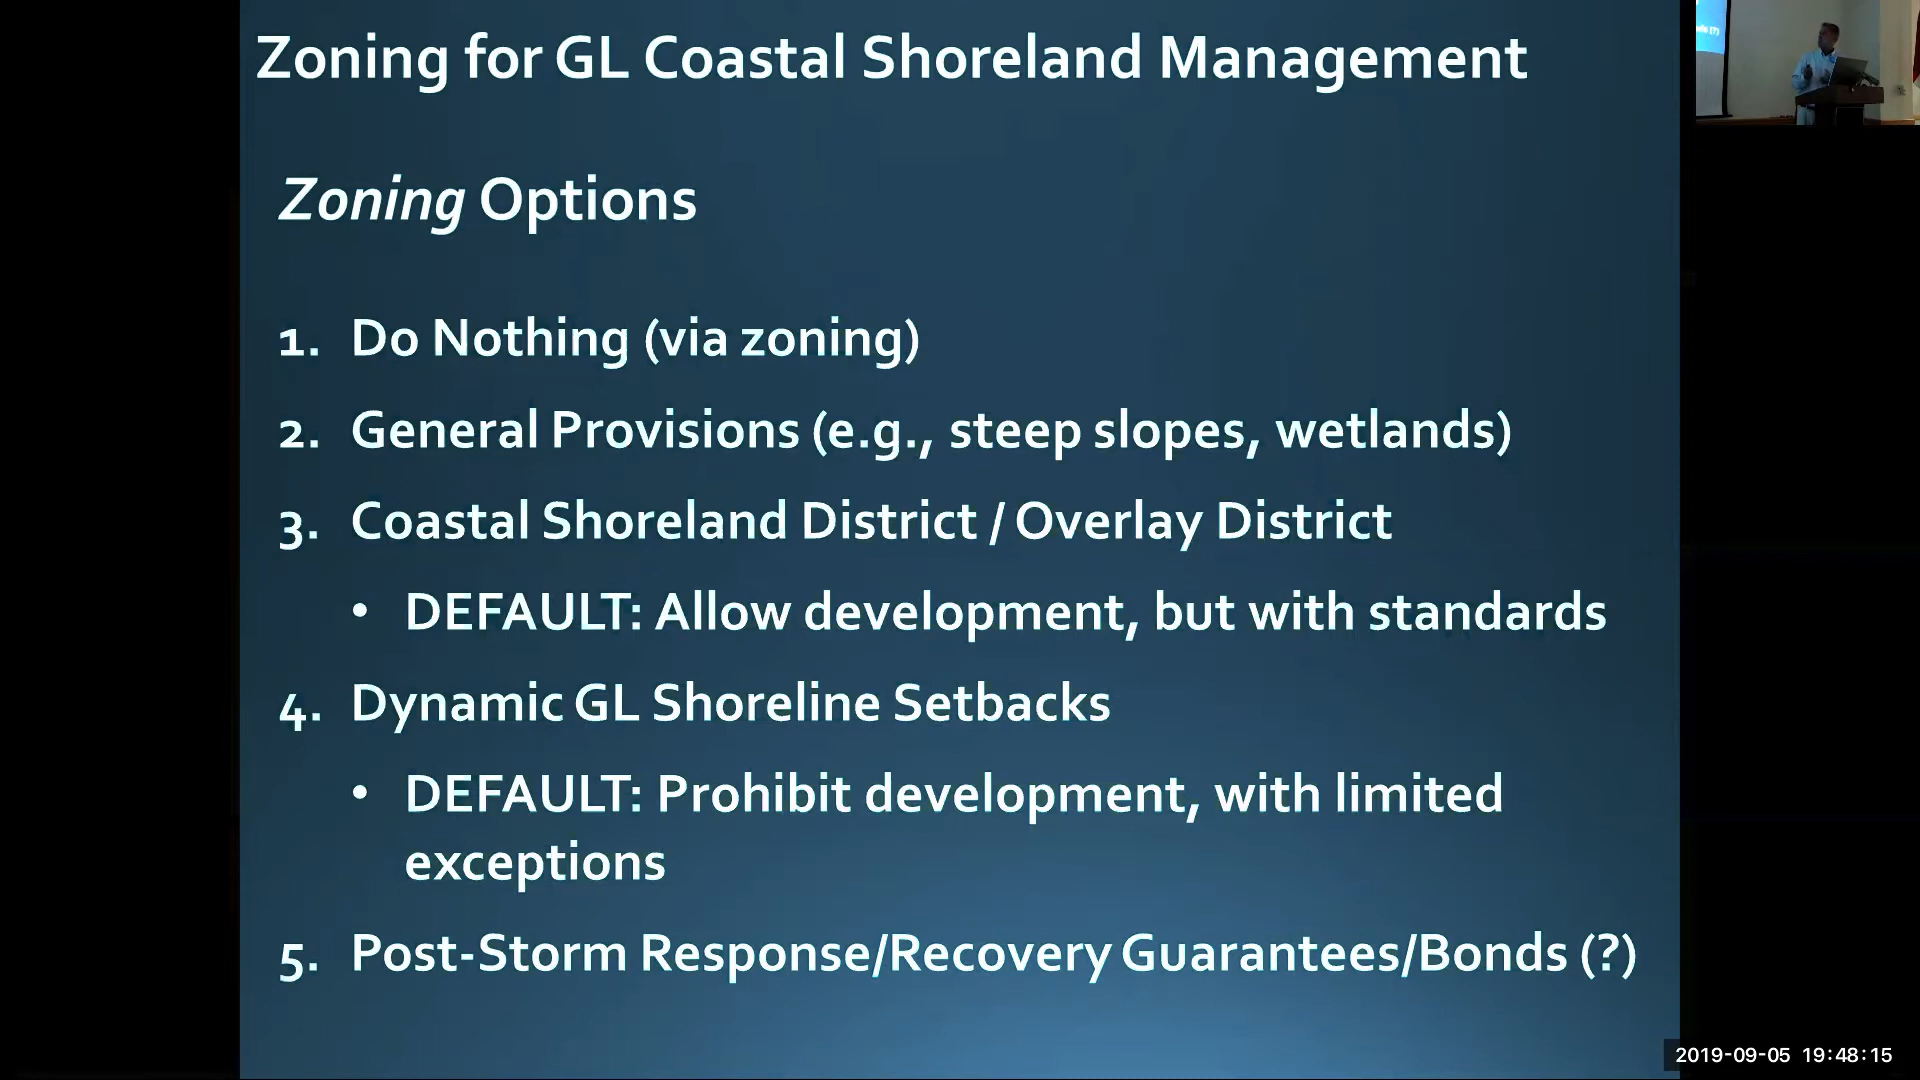 Zoning for GL Coastal Shoreland Management
Zoning Options
1. Do Nothing (via zoning)
2. General Provisions (e.g., steep slopes, wetlands)
3. Coastal Shoreland District / Overlay District
• DEFAULT: Allow development, but with standards
4. Dynamic GL Shoreline Setbacks
• DEFAULT: Prohibit development, with limited
exceptions
5. Post-Storm Response/Recovery Guarantees/Bonds (?)
2019-09-05 19:48:15